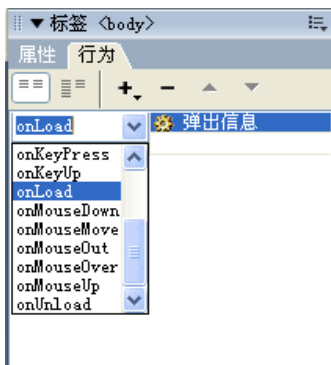 标签 <body>
属性 行为
onLoad 弹出信息
onKeyPress
onKeyUp
onLoad
onMouseDown
onMouseMove
onMouseOut
onMouseOver
onMouseUp
onUnload